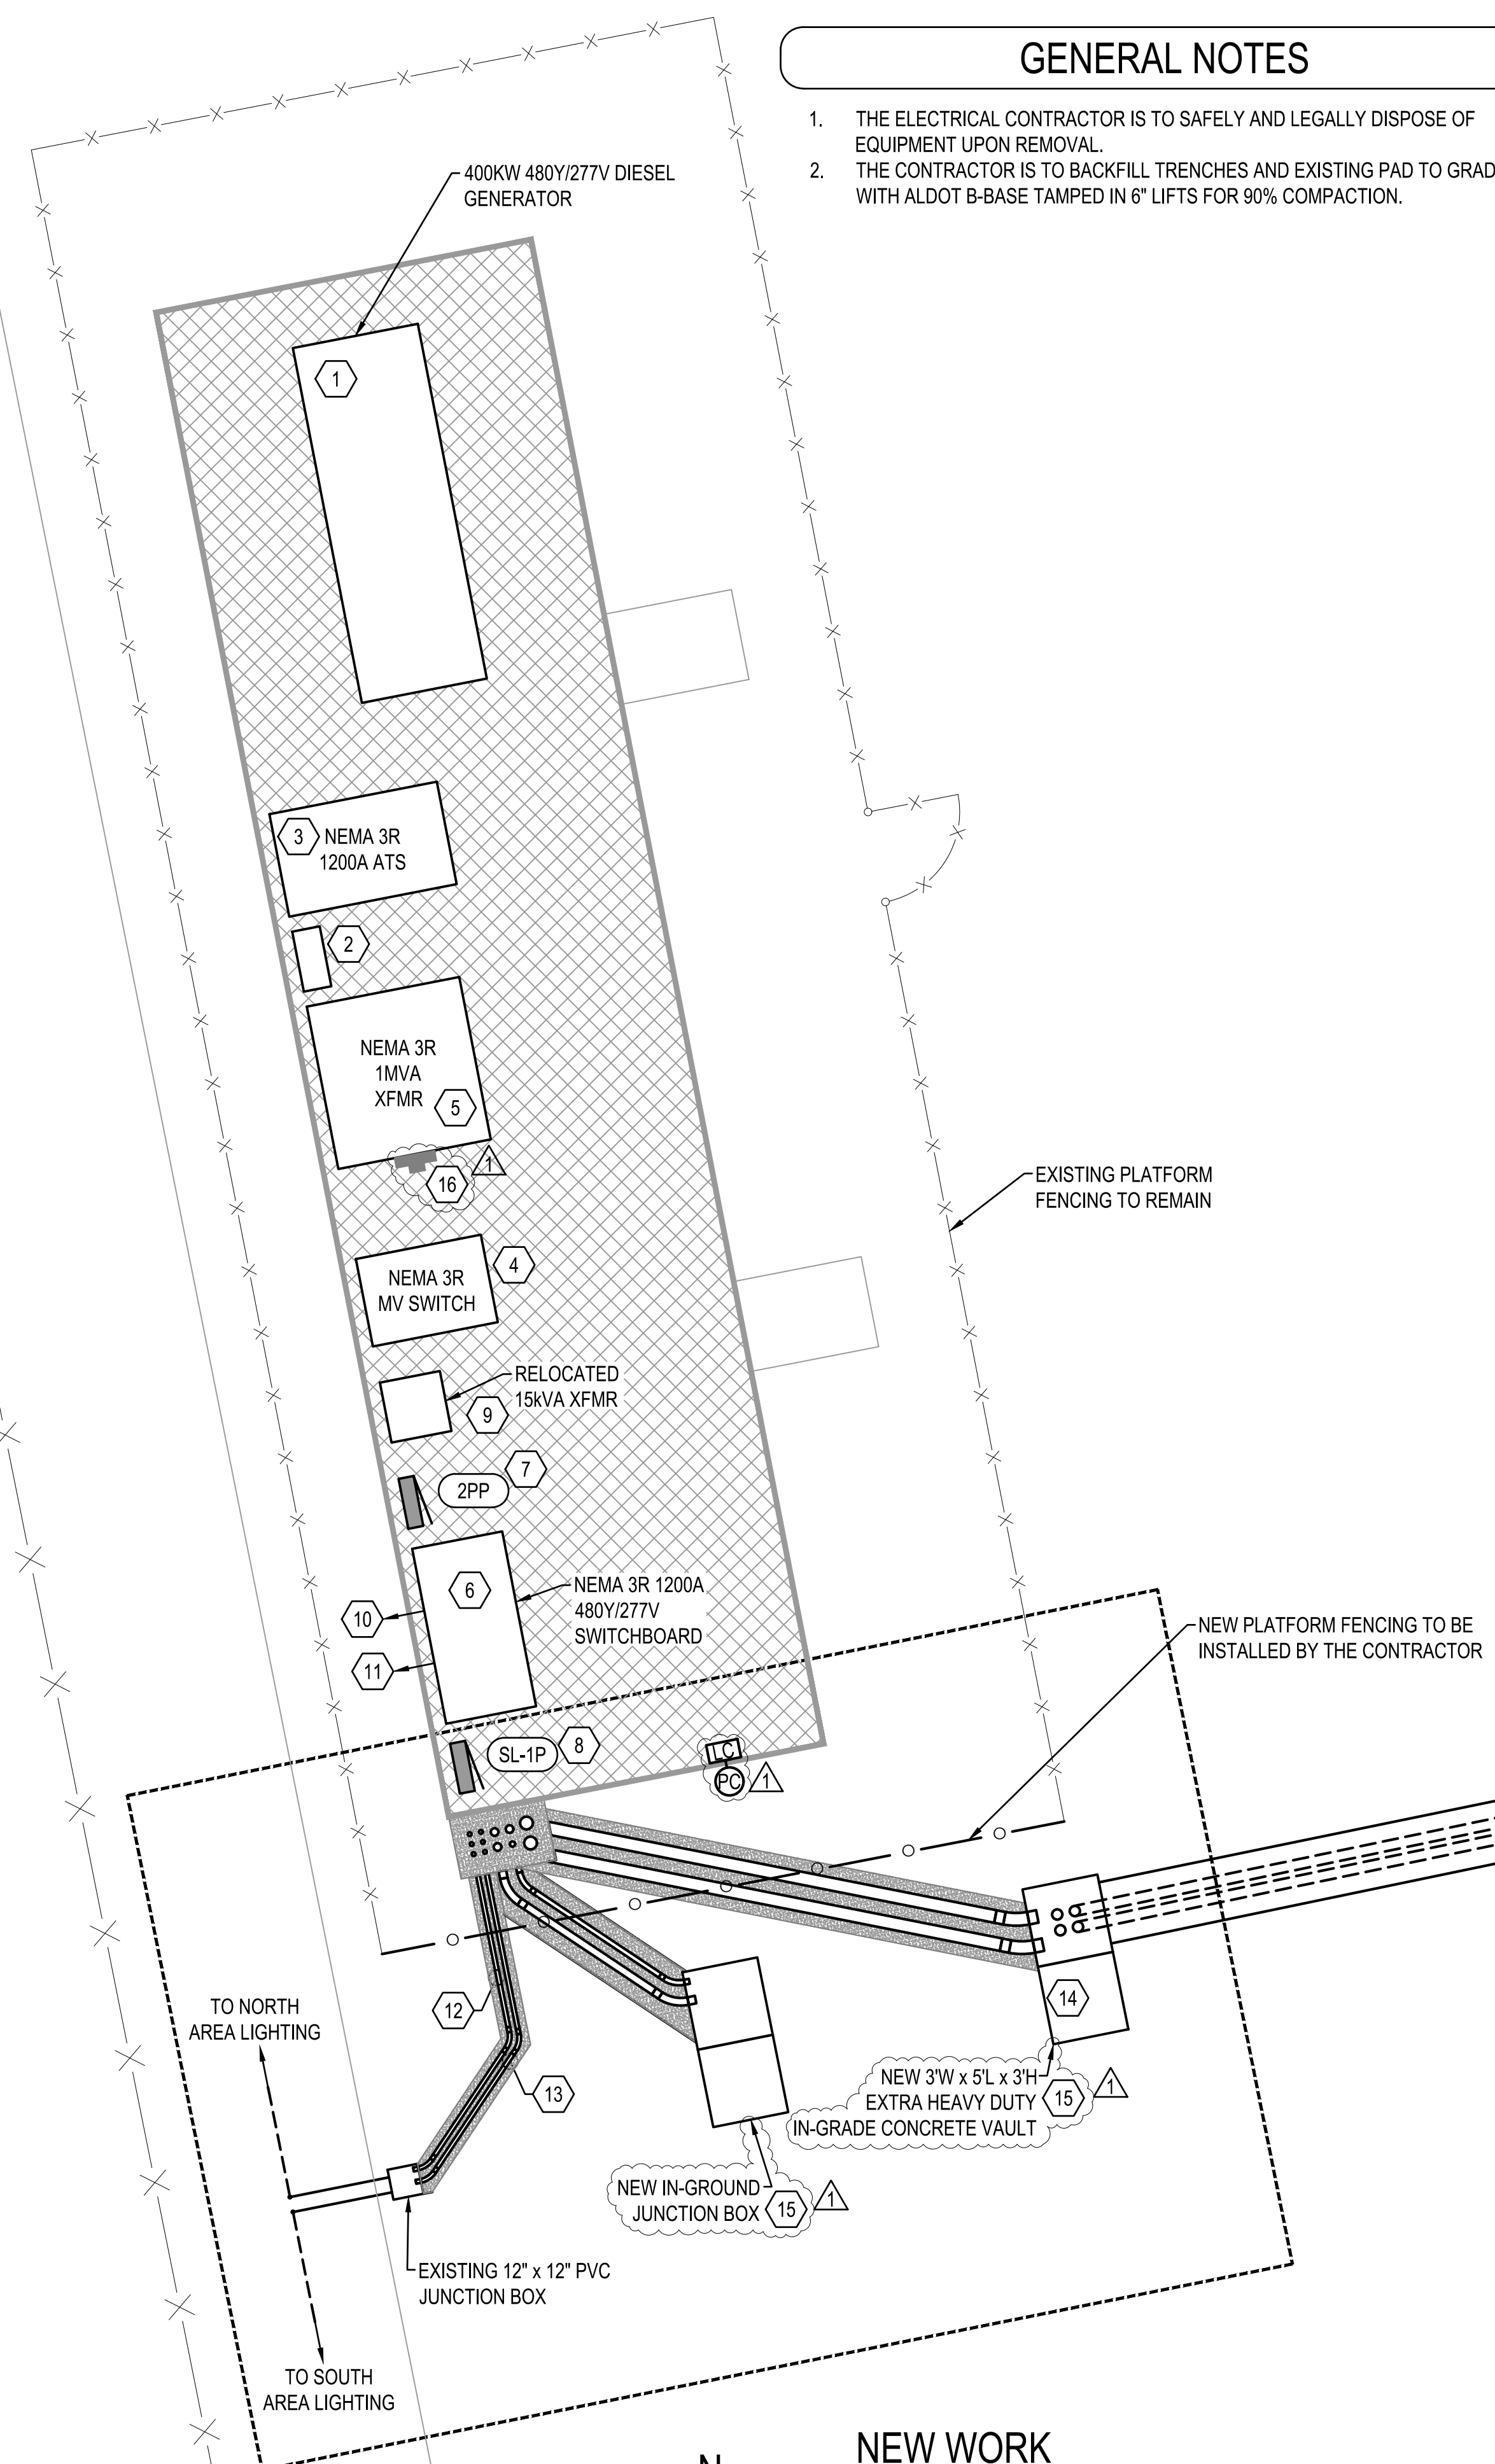 GENERAL NOTES
1. THE ELECTRICAL CONTRACTOR IS TO SAFELY AND LEGALLY DISPOSE OF
EQUIPMENT UPON REMOVAL.
2. THE CONTRACTOR IS TO BACKFILL TRENCHES AND EXISTING PAD TO GRAD
WITH ALDOT B-BASE TAMPED IN 6" LIFTS FOR 90% COMPACTION.
400KW 480Y/277V DIESEL
GENERATOR
1
3
NEMA 3R
1200A ATS
2
NEMA 3R
1MVA
XFMR
5
16
1
EXISTING PLATFORM
FENCING TO REMAIN
4
NEMA 3R
MV SWITCH
RELOCATED
15kVA XFMR
9
7
2PP
6
NEMA 3R 1200A
480Y/277V
SWITCHBOARD
10
11
NEW PLATFORM FENCING TO BE
INSTALLED BY THE CONTRACTOR
SL-1P
8
LC
PC
1
12
13
14
TO NORTH
AREA LIGHTING
NEW 3'W x 5'L x 3'H
EXTRA HEAVY DUTY
IN-GRADE CONCRETE VAULT
15
1
NEW IN-GROUND
JUNCTION BOX
15
1
EXISTING 12" x 12" PVC
JUNCTION BOX
TO SOUTH
AREA LIGHTING
NEW WORK
N